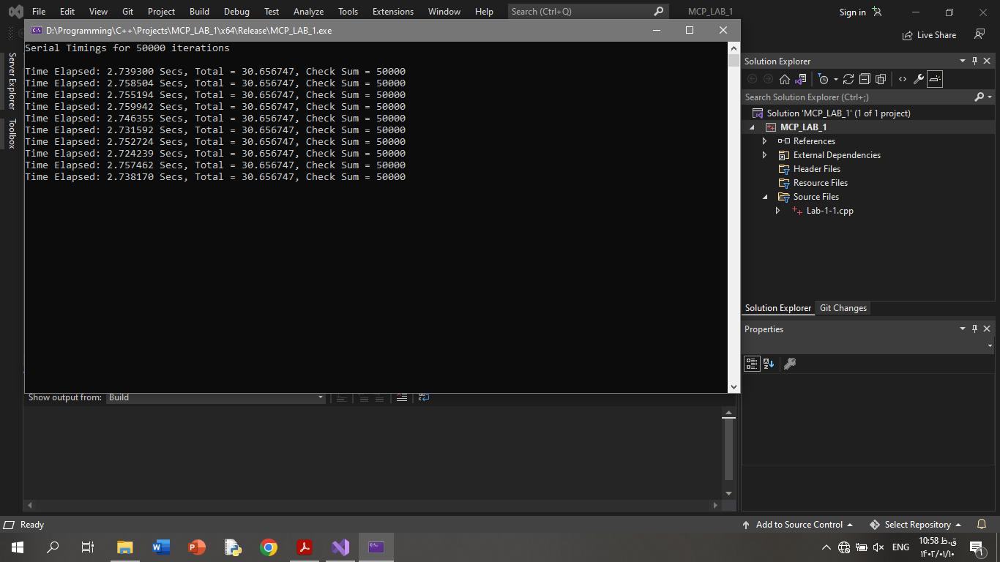 File Edit View Git Project Build Debug Test Analyze Tools Extensions Window Help Search (Ctrl+Q) MCP_LAB_1 Sign in
D:\Programming\C++\Projects\MCP_LAB_1\x64\Release\MCP_LAB_1.exe
Live Share
Serial Timings for 50000 iterations
Time Elapsed: 2.739300 Secs, Total = 30.656747, Check Sum = 50000
Time Elapsed: 2.758504 Secs, Total = 30.656747, Check Sum = 50000
Time Elapsed: 2.755194 Secs, Total = 30.656747, Check Sum = 50000
Time Elapsed: 2.759942 Secs, Total = 30.656747, Check Sum = 50000
Time Elapsed: 2.746355 Secs, Total = 30.656747, Check Sum = 50000
Time Elapsed: 2.731592 Secs, Total = 30.656747, Check Sum = 50000
Time Elapsed: 2.752724 Secs, Total = 30.656747, Check Sum = 50000
Time Elapsed: 2.724239 Secs, Total = 30.656747, Check Sum = 50000
Time Elapsed: 2.757462 Secs, Total = 30.656747, Check Sum = 50000
Time Elapsed: 2.738170 Secs, Total = 30.656747, Check Sum = 50000
Server Explorer
Toolbox
Solution Explorer
Search Solution Explorer (Ctrl+;)
Solution 'MCP_LAB_1' (1 of 1 project)
MCP_LAB_1
References
External Dependencies
Header Files
Resource Files
Source Files
Lab-1-1.cpp
Solution Explorer Git Changes
Properties
Show output from: Build
Ready
Add to Source Control Select Repository
ENG
10:58 ق.ظ
۱۴۰۲/۰۱/۱۰
1